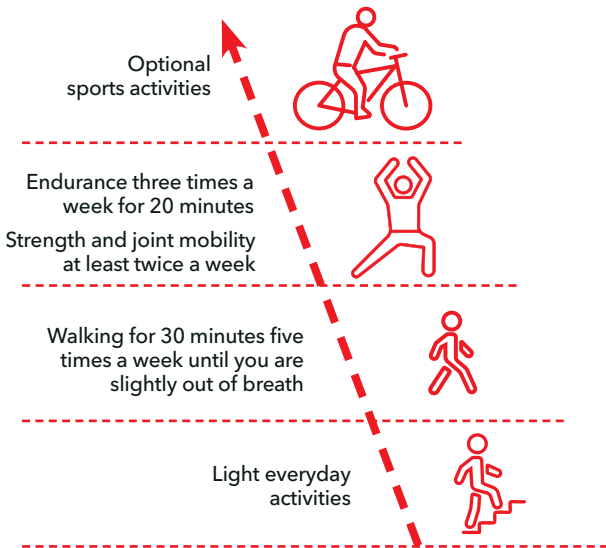 Optional
sports activities
Endurance three times a
week for 20 minutes
Strength and joint mobility
at least twice a week
Walking for 30 minutes five
times a week until you are
slightly out of breath
Light everyday
activities